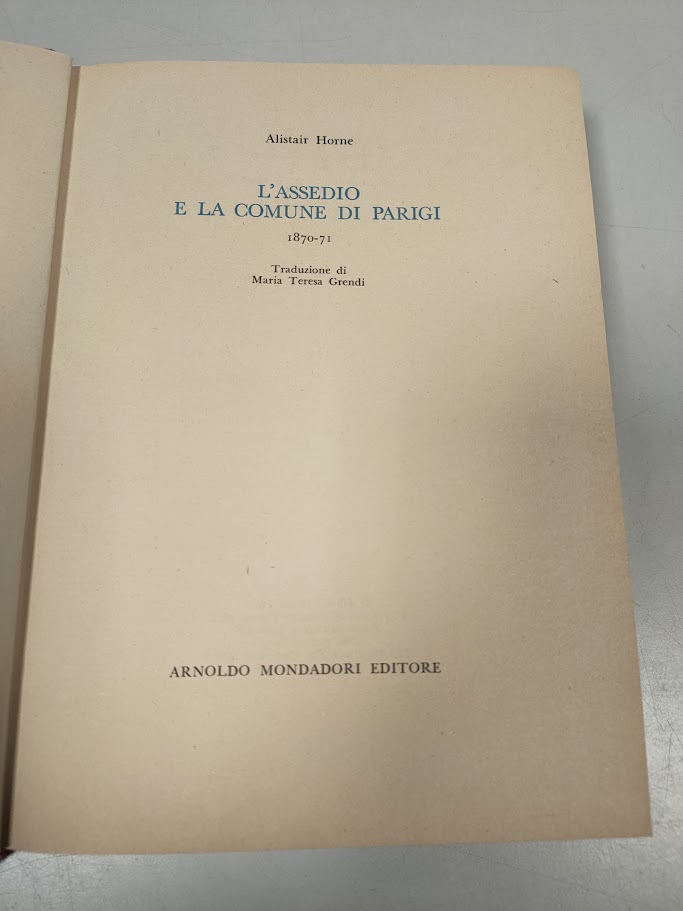 Alistair Horne
L'ASSEDIO
E LA COMUNE DI PARIGI
1870-71
Traduzione di
Maria Teresa Grendi
ARNOLDO MONDADORI EDITORE